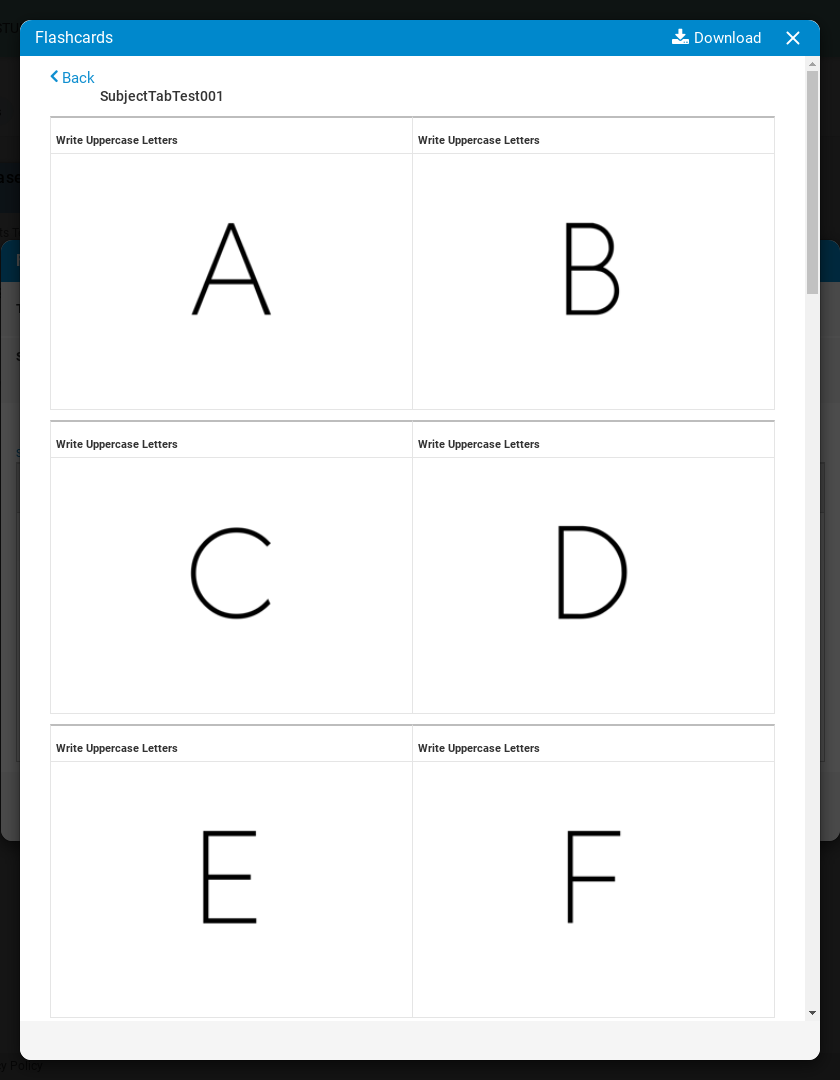 Flashcards
Download
Back
SubjectTabTest001
Write Uppercase Letters
Write Uppercase Letters
A
B
Write Uppercase Letters
Write Uppercase Letters
C
D
Write Uppercase Letters
Write Uppercase Letters
E
F
Policy